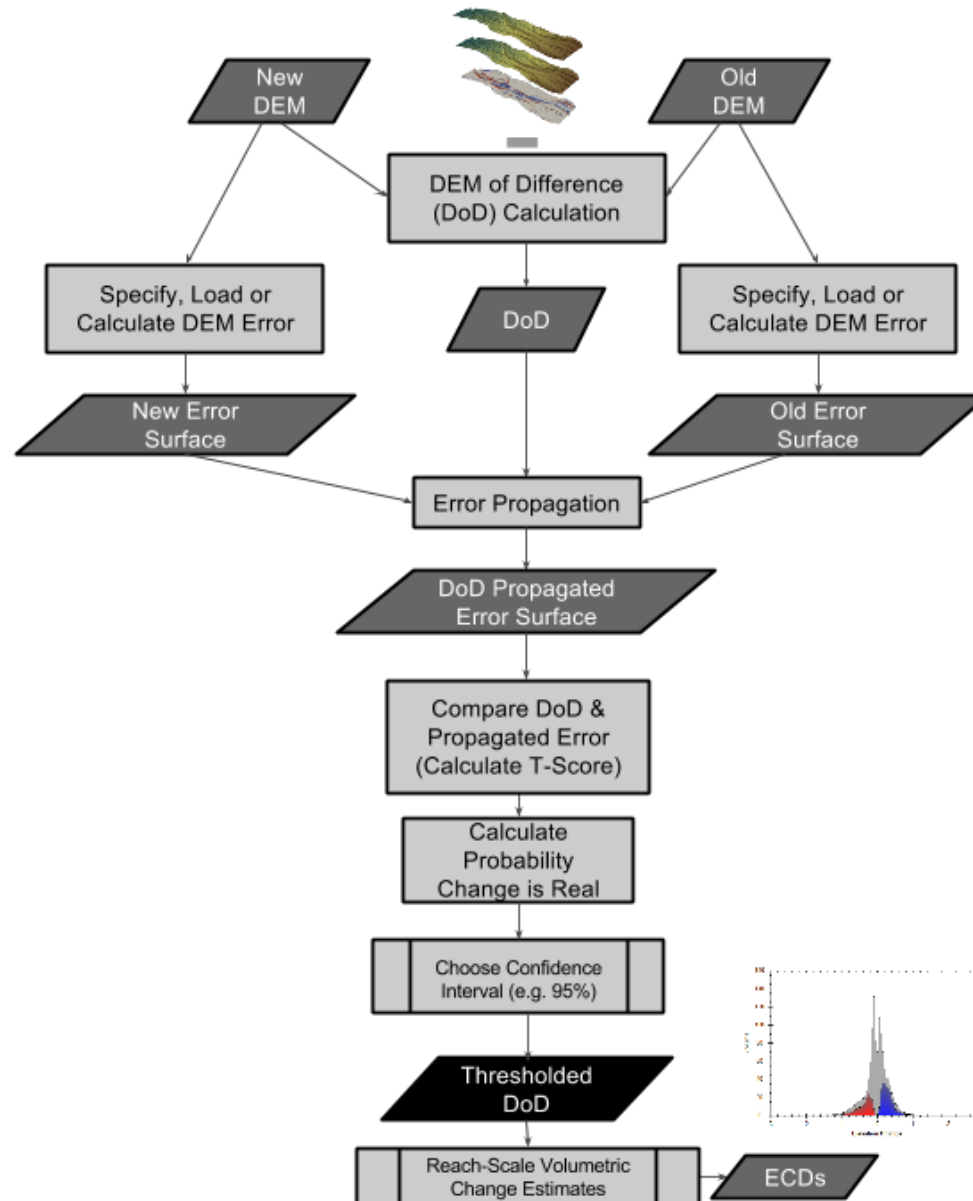 New
DEM
Old
DEM
DEM of Difference
(DoD) Calculation
Specify, Load or
Calculate DEM Error
DoD
Specify, Load or
Calculate DEM Error
New Error
Surface
Old Error
Surface
Error Propagation
DoD Propagated
Error Surface
Compare DoD &
Propagated Error
(Calculate T-Score)
Calculate
Probability
Change is Real
Choose Confidence
Interval (e.g. 95%)
Thresholded
DoD
Reach-Scale Volumetric
Change Estimates
ECDs